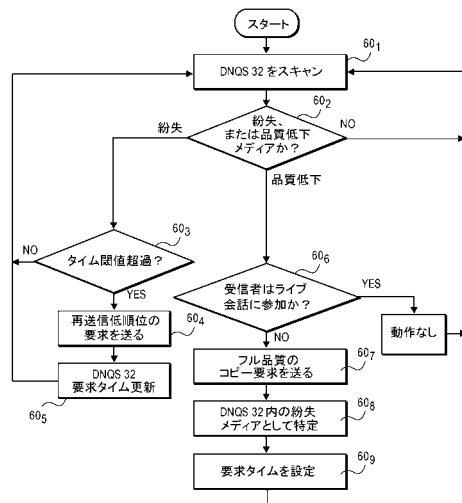 スタート
DNQS 32 をスキャン
60₁
紛失、
または品質低下
メディアか？
60₂
紛失
NO
品質低下
タイム閾値超過？
60₃
NO
YES
受信者はライブ
会話に参加か？
60₆
YES
NO
再送信低順位の
要求を送る
60₄
動作なし
DNQS 32
要求タイム更新
60₅
フル品質の
コピー要求を送る
60₇
DNQS 32 内の紛失
メディアとして特定
60₈
要求タイムを設定
60₉